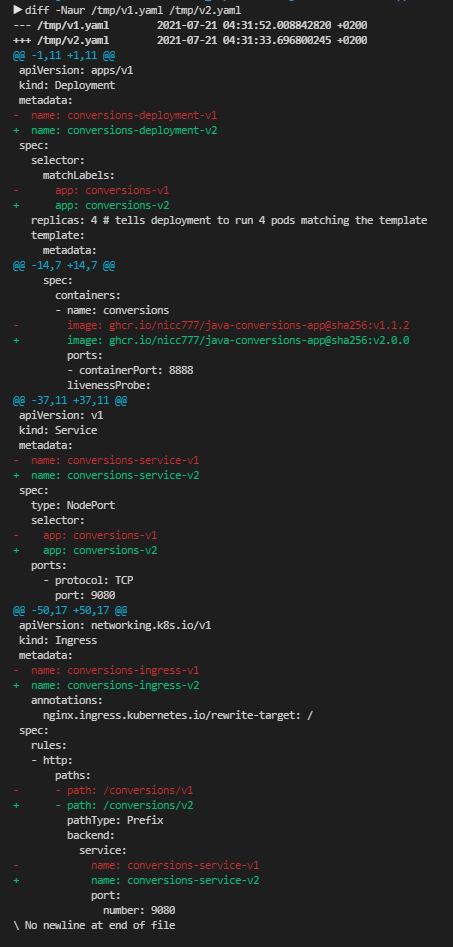 ▶diff -Naur /tmp/v1.yaml /tmp/v2.yaml
--- /tmp/v1.yaml        2021-07-21 04:31:52.008842820 +0200
+++ /tmp/v2.yaml        2021-07-21 04:31:33.696800245 +0200
@@ -1,11 +1,11 @@
 apiVersion: apps/v1
 kind: Deployment
 metadata:
-  name: conversions-deployment-v1
+  name: conversions-deployment-v2
 spec:
   selector:
     matchLabels:
-      app: conversions-v1
+      app: conversions-v2
   replicas: 4 # tells deployment to run 4 pods matching the template
   template:
     metadata:
@@ -14,7 +14,7 @@
     spec:
       containers:
       - name: conversions
-        image: ghcr.io/nicc777/java-conversions-app@sha256:v1.1.2
+        image: ghcr.io/nicc777/java-conversions-app@sha256:v2.0.0
         ports:
         - containerPort: 8888
         livenessProbe:
@@ -37,11 +37,11 @@
 apiVersion: v1
 kind: Service
 metadata:
-  name: conversions-service-v1
+  name: conversions-service-v2
 spec:
   type: NodePort
   selector:
-    app: conversions-v1
+    app: conversions-v2
   ports:
     - protocol: TCP
       port: 9080
@@ -50,17 +50,17 @@
 apiVersion: networking.k8s.io/v1
 kind: Ingress
 metadata:
-  name: conversions-ingress-v1
+  name: conversions-ingress-v2
   annotations:
     nginx.ingress.kubernetes.io/rewrite-target: /
 spec:
   rules:
   - http:
       paths:
-      - path: /conversions/v1
+      - path: /conversions/v2
         pathType: Prefix
         backend:
           service:
-            name: conversions-service-v1
+            name: conversions-service-v2
             port:
               number: 9080
\ No newline at end of file